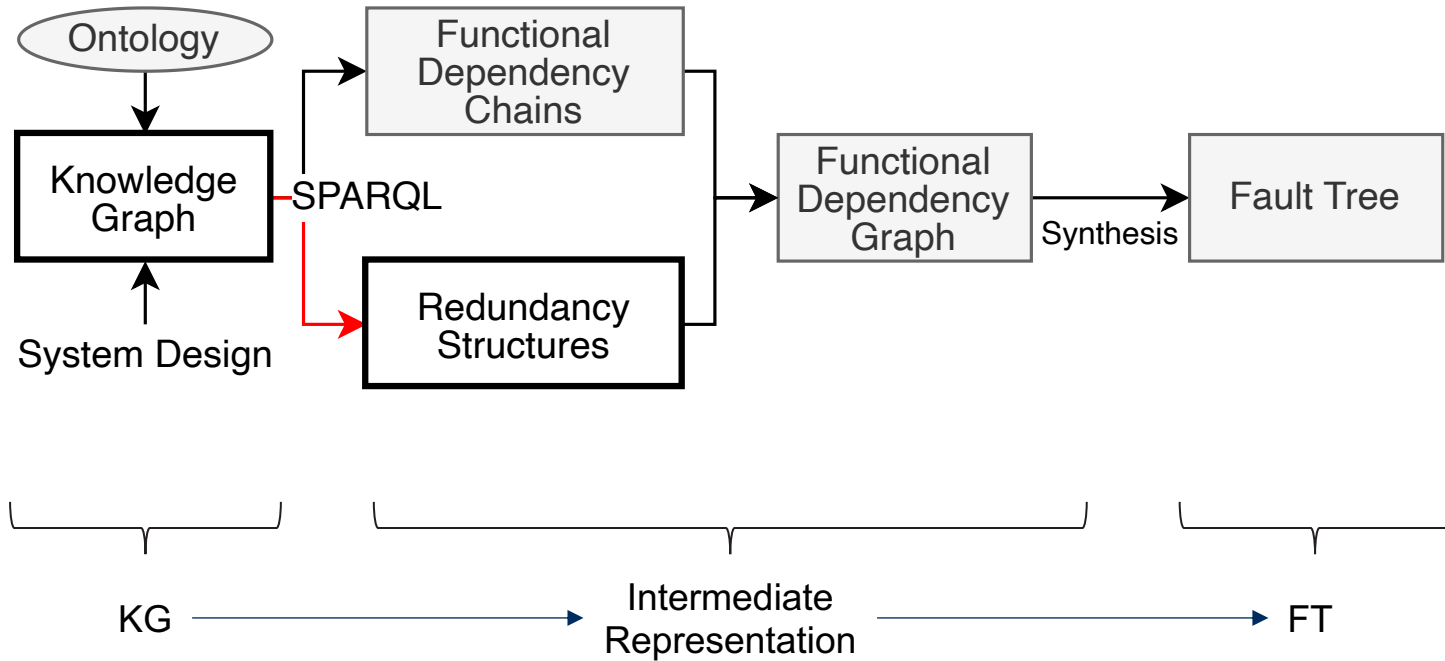 Ontology
Functional
Dependency
Chains
Knowledge
Graph
SPARQL
Functional
Dependency
Graph
Synthesis
Fault Tree
Redundancy
Structures
System Design
KG
Intermediate
Representation
FT